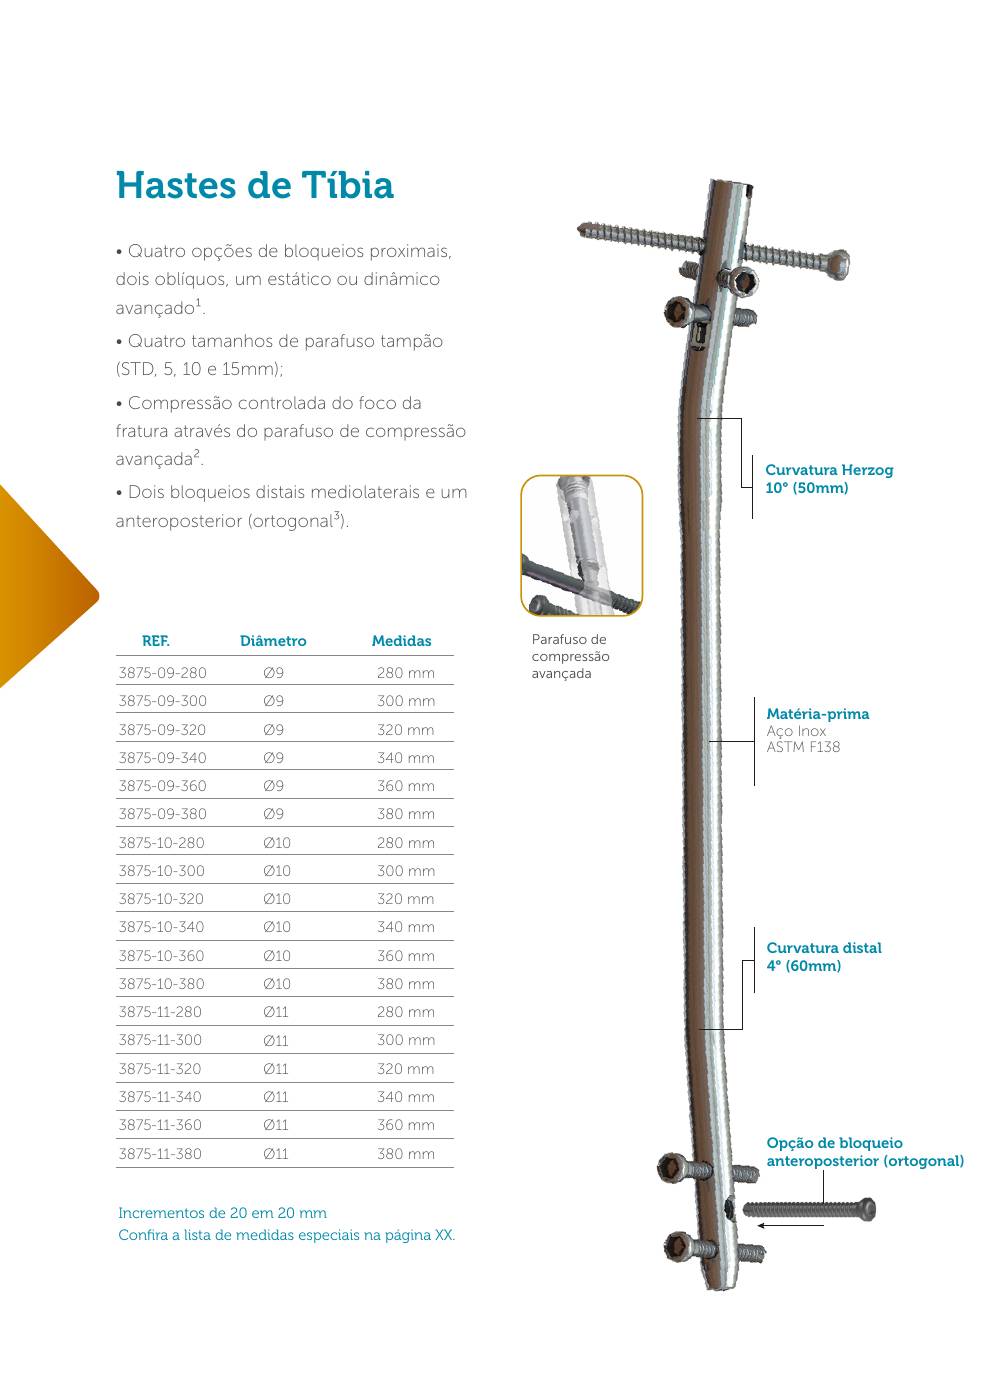 Hastes de Tíbia
• Quatro opções de bloqueios proximais,
dois oblíquos, um estático ou dinâmico
avançado¹.
• Quatro tamanhos de parafuso tampão
(STD, 5, 10 e 15mm);
• Compressão controlada do foco da
fratura através do parafuso de compressão
avançada².
• Dois bloqueios distais mediolaterais e um
anteroposterior (ortogonal³).
REF. Diâmetro Medidas
3875-09-280 Ø9 280 mm
3875-09-300 Ø9 300 mm
3875-09-320 Ø9 320 mm
3875-09-340 Ø9 340 mm
3875-09-360 Ø9 360 mm
3875-09-380 Ø9 380 mm
3875-10-280 Ø10 280 mm
3875-10-300 Ø10 300 mm
3875-10-320 Ø10 320 mm
3875-10-340 Ø10 340 mm
3875-10-360 Ø10 360 mm
3875-10-380 Ø10 380 mm
3875-11-280 Ø11 280 mm
3875-11-300 Ø11 300 mm
3875-11-320 Ø11 320 mm
3875-11-340 Ø11 340 mm
3875-11-360 Ø11 360 mm
3875-11-380 Ø11 380 mm
Incrementos de 20 em 20 mm
Confira a lista de medidas especiais na página XX.
Parafuso de
compressão
avançada
Curvatura Herzog
10° (50mm)
Matéria-prima
Aço Inox
ASTM F138
Curvatura distal
4° (60mm)
Opção de bloqueio
anteroposterior (ortogonal)